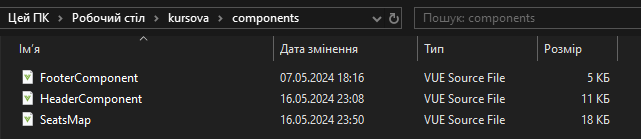 Цей ПК > Робочий стіл > kursova > components
Пошук: components
Ім'я Дата змінення Тип Розмір
FooterComponent 07.05.2024 18:16 VUE Source File 5 КБ
HeaderComponent 16.05.2024 23:08 VUE Source File 11 КБ
SeatsMap 16.05.2024 23:50 VUE Source File 18 КБ